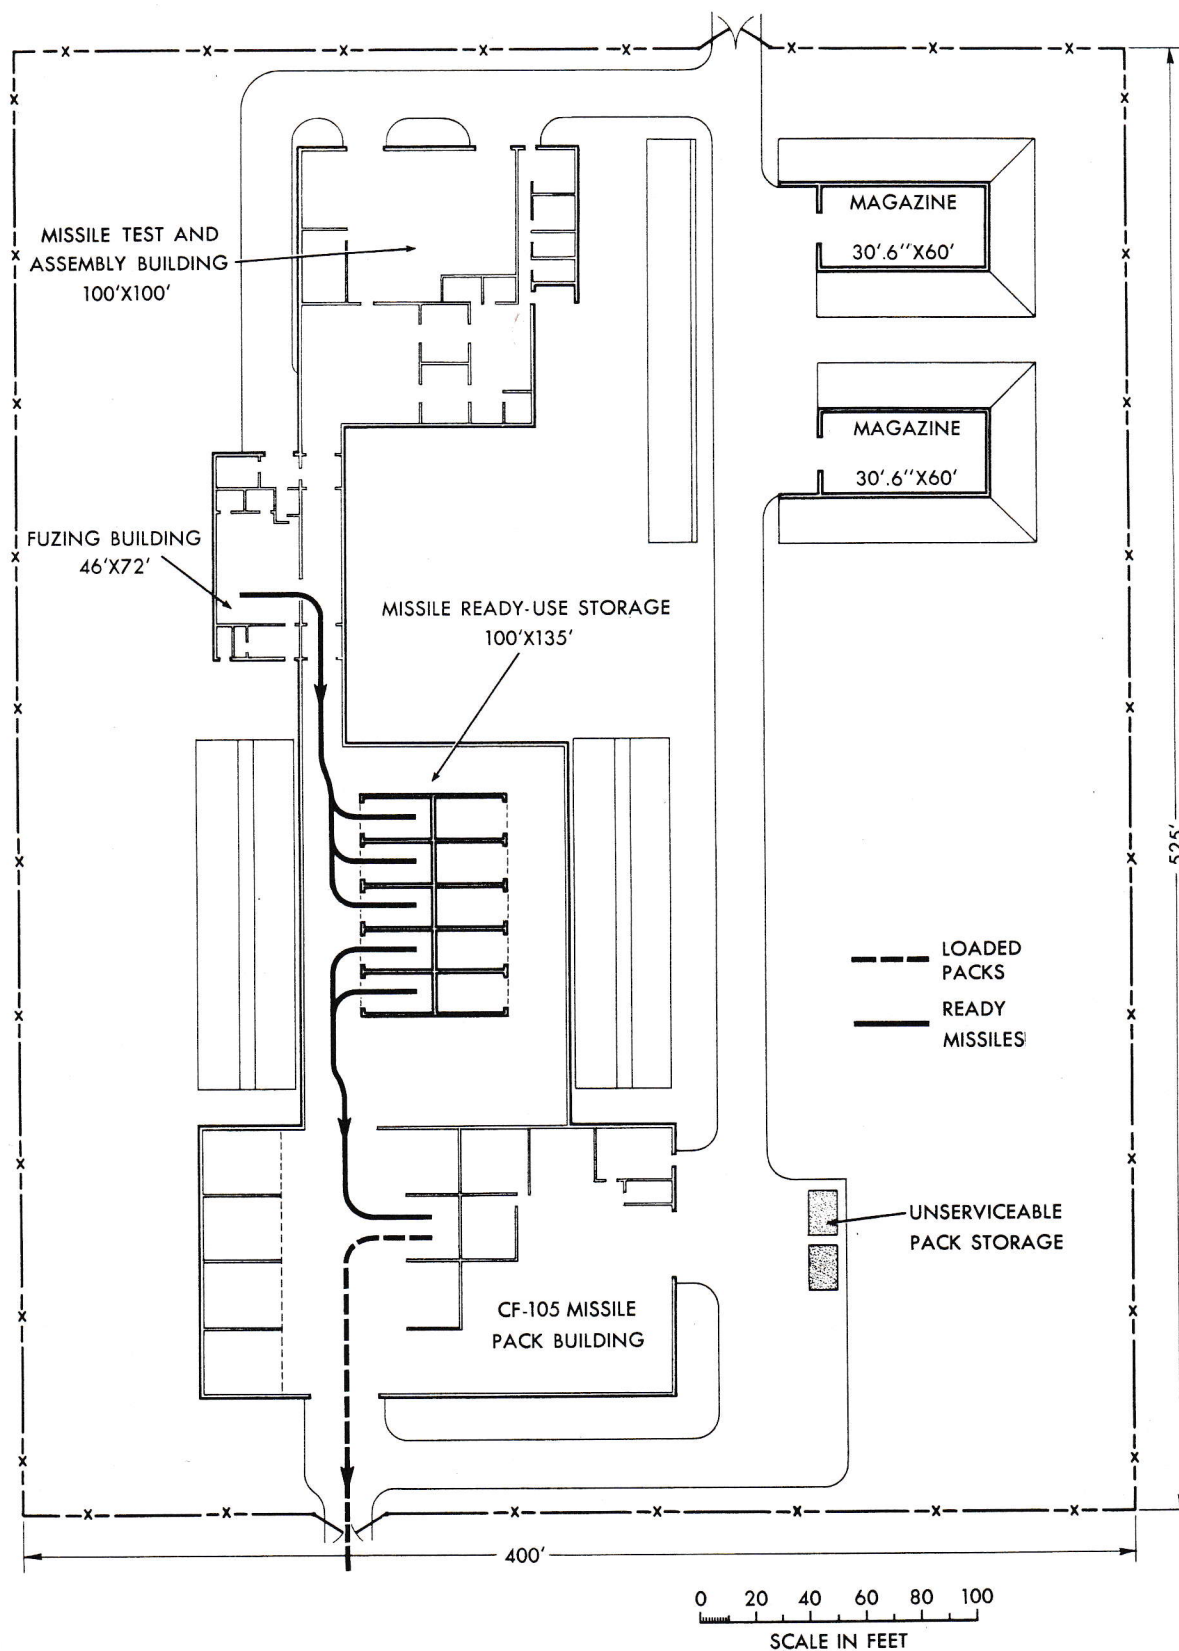 MAGAZINE
30'.6''X60'
MISSILE TEST AND
ASSEMBLY BUILDING
100'X100'
MAGAZINE
30'.6''X60'
FUZING BUILDING
46'X72'
MISSILE READY-USE STORAGE
100'X135'
525'
LOADED
PACKS
READY
MISSILES
UNSERVICEABLE
PACK STORAGE
CF-105 MISSILE
PACK BUILDING
400'
0 20 40 60 80 100
SCALE IN FEET